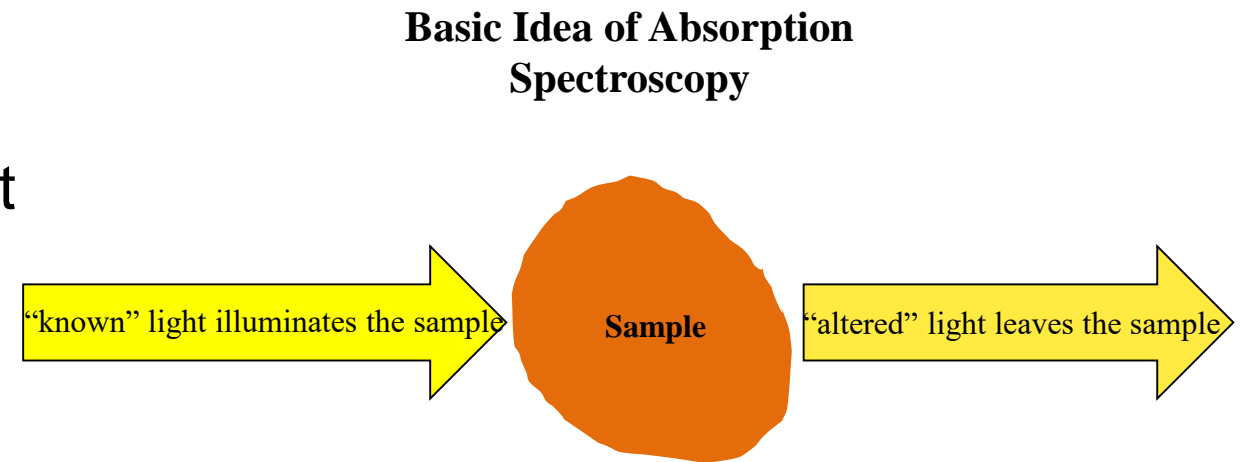 Basic Idea of Absorption
Spectroscopy
t
“known” light illuminates the sample
Sample
“altered” light leaves the sample